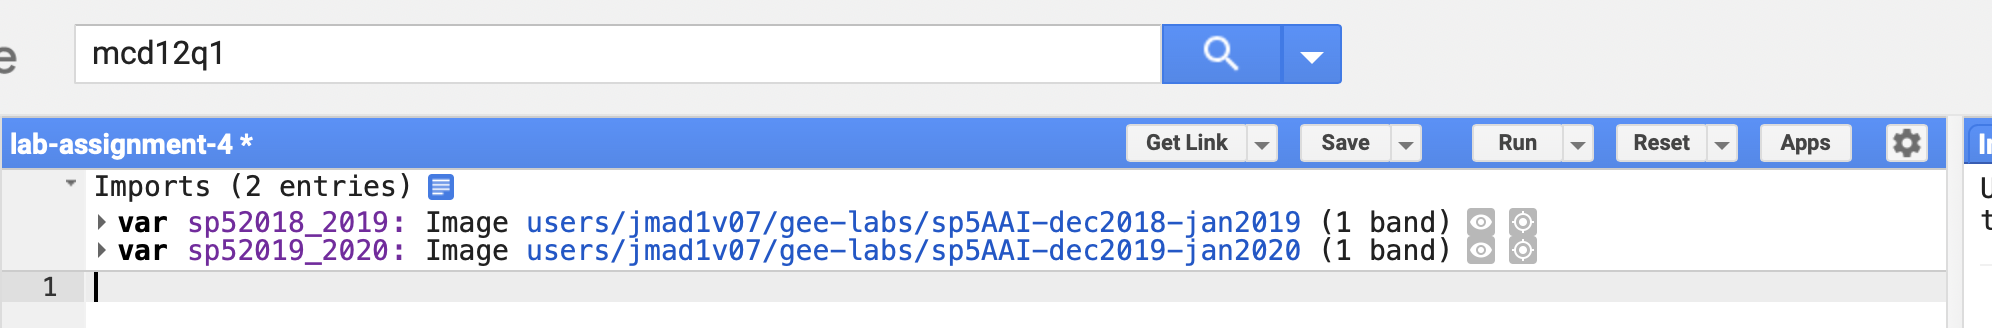 e mcd12q1
lab-assignment-4 * Get Link Save Run Reset Apps
Imports (2 entries)
var sp52018_2019: Image users/jmad1v07/gee-labs/sp5AAI-dec2018-jan2019 (1 band)
var sp52019_2020: Image users/jmad1v07/gee-labs/sp5AAI-dec2019-jan2020 (1 band)
1